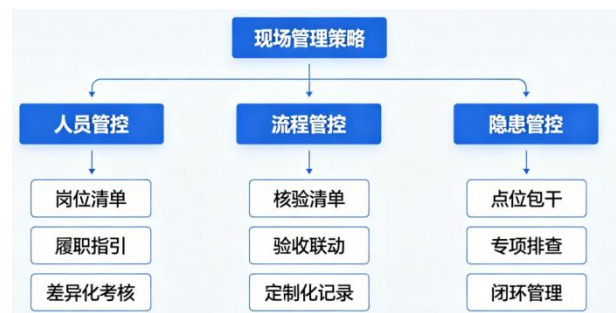 现场管理策略
人员管控
流程管控
隐患管控
岗位清单
核验清单
点位包干
履职指引
验收联动
专项排查
差异化考核
定制化记录
闭环管理